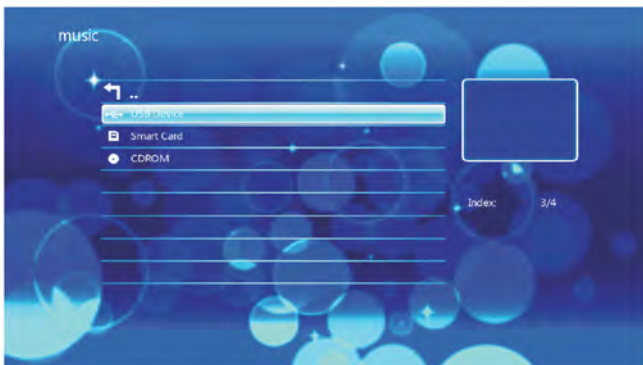 music
..
USB Device
Smart Card
CDROM
Index: 3/4